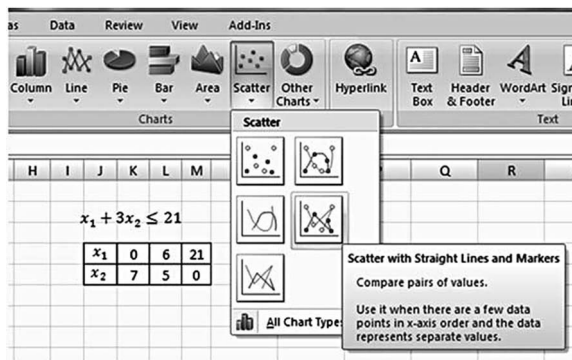 as Data Review View Add-Ins
Column Line Pie Bar Area Scatter Other Charts Hyperlink Text Box Header & Footer WordArt
Charts Text
Scatter
H I J K L M Q R
x₁ + 3x₂ ≤ 21
x₁ 0 6 21
x₂ 7 5 0
Scatter with Straight Lines and Markers
Compare pairs of values.
Use it when there are a few data
points in x-axis order and the data
represents separate values.
All Chart Type